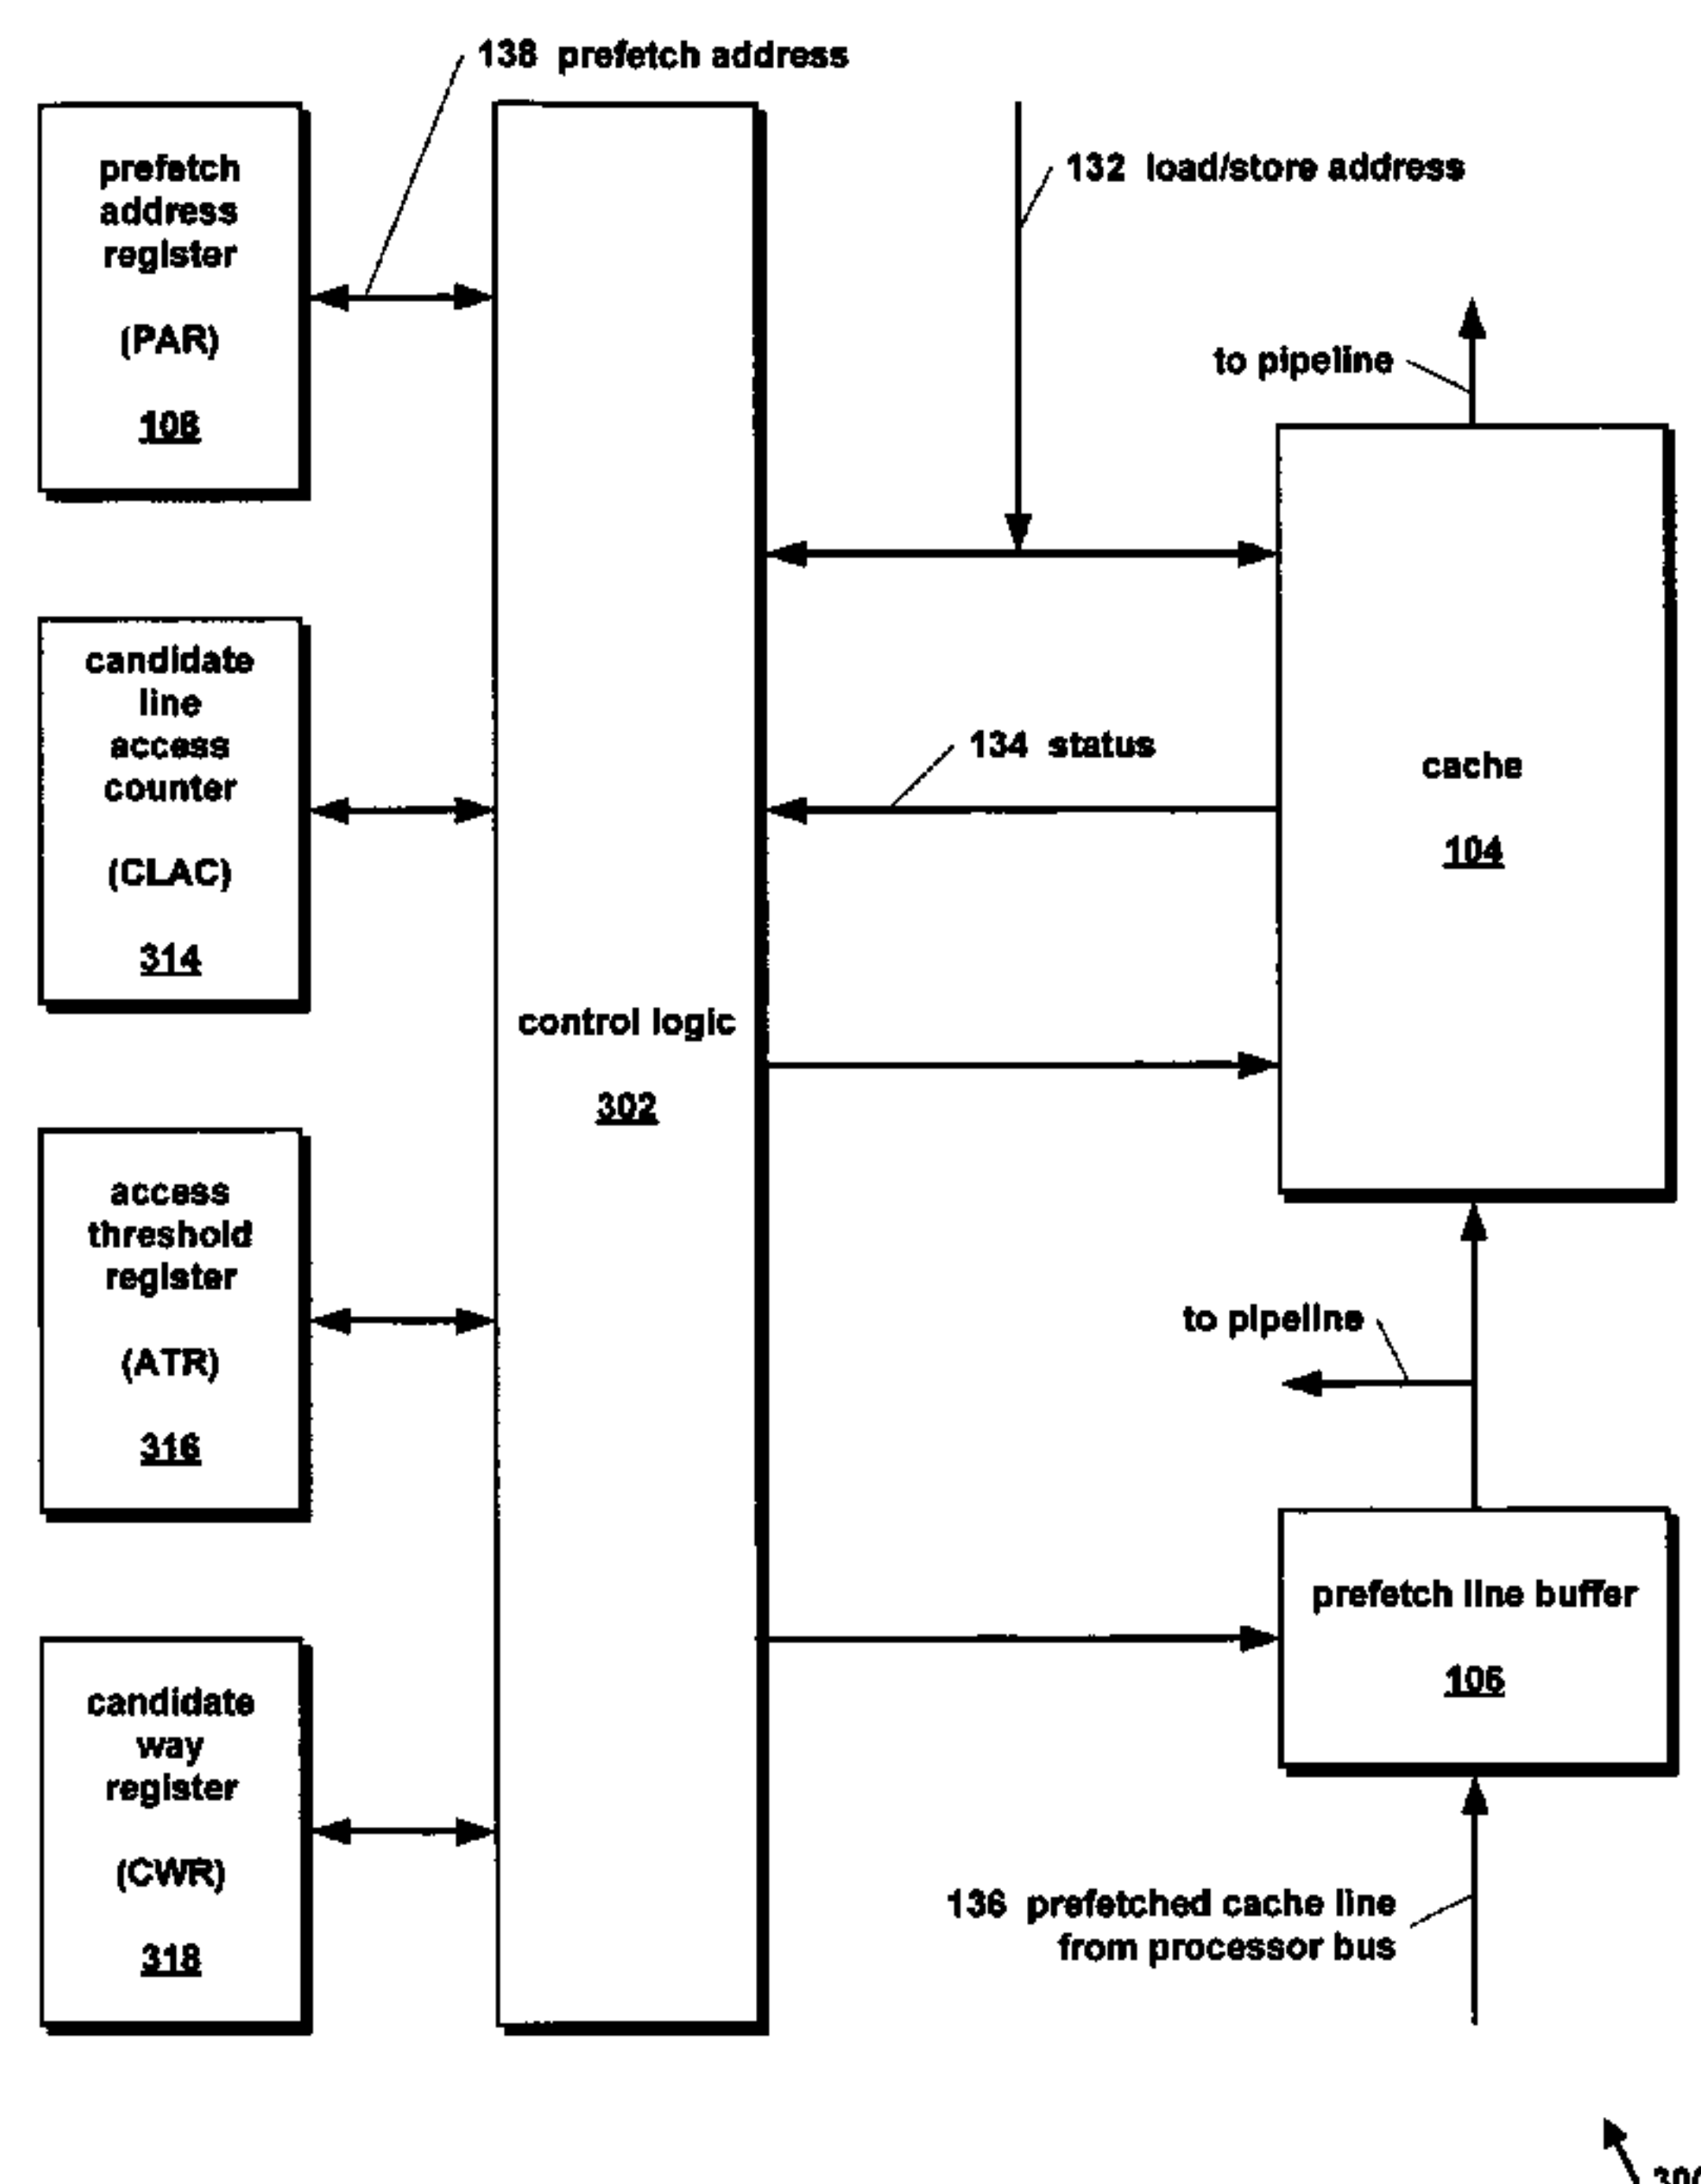 138 prefetch address
prefetch
address
register
(PAR)
108
132 load/store address
to pipeline
candidate
line
access
counter
(CLAC)
314
134 status
cache
104
control logic
302
access
threshold
register
(ATR)
316
to pipeline
prefetch line buffer
106
candidate
way
register
(CWR)
318
136 prefetched cache line
from processor bus